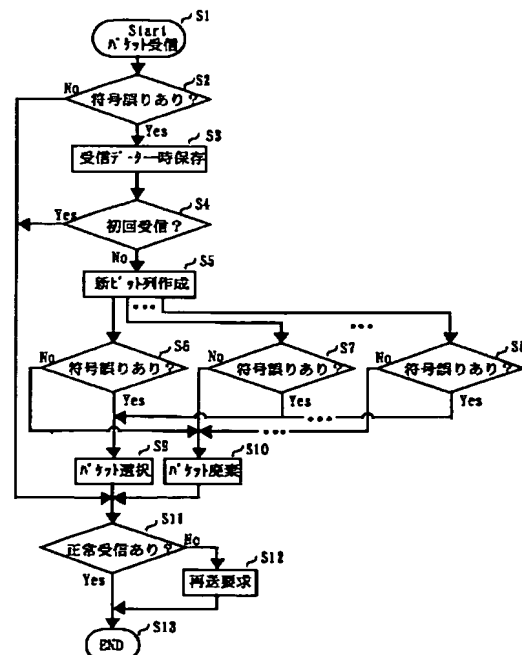 S1
Start
パケット受信
S2
No
符号誤りあり?
Yes
S3
受信データ一時保存
S4
Yes
初回受信?
No
S5
新ビット列作成
S6
No
符号誤りあり?
Yes
S7
No
符号誤りあり?
Yes
S8
No
符号誤りあり?
Yes
S9
パケット選択
S10
パケット廃棄
S11
正常受信あり?
No
Yes
S12
再送要求
S13
END